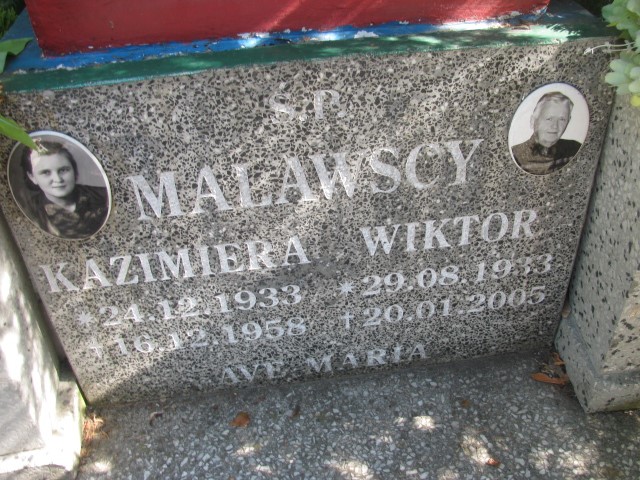 Ś.P.
MALAWSCY
KAZIMIERA WIKTOR
*24.12.1933 *29.08.1933
†16.12.1958 †20.01.2005
AVE MARIA